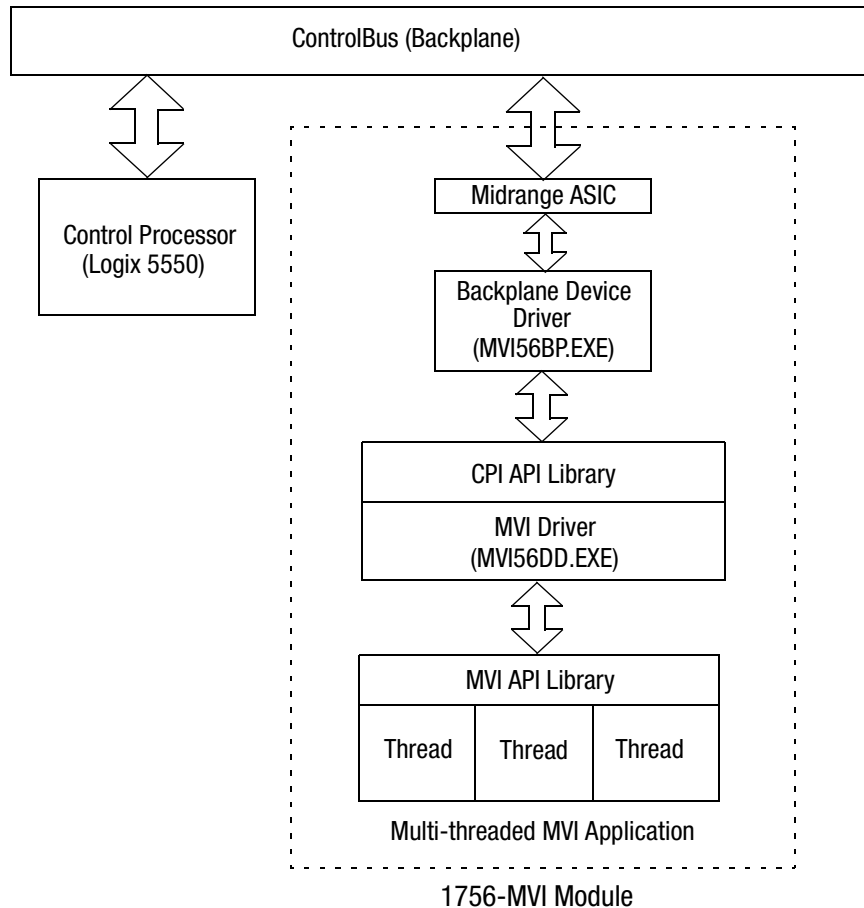 ControlBus (Backplane)
Midrange ASIC
Control Processor
(Logix 5550)
Backplane Device
Driver
(MVI56BP.EXE)
CPI API Library
MVI Driver
(MVI56DD.EXE)
MVI API Library
Thread Thread Thread
Multi-threaded MVI Application
1756-MVI Module